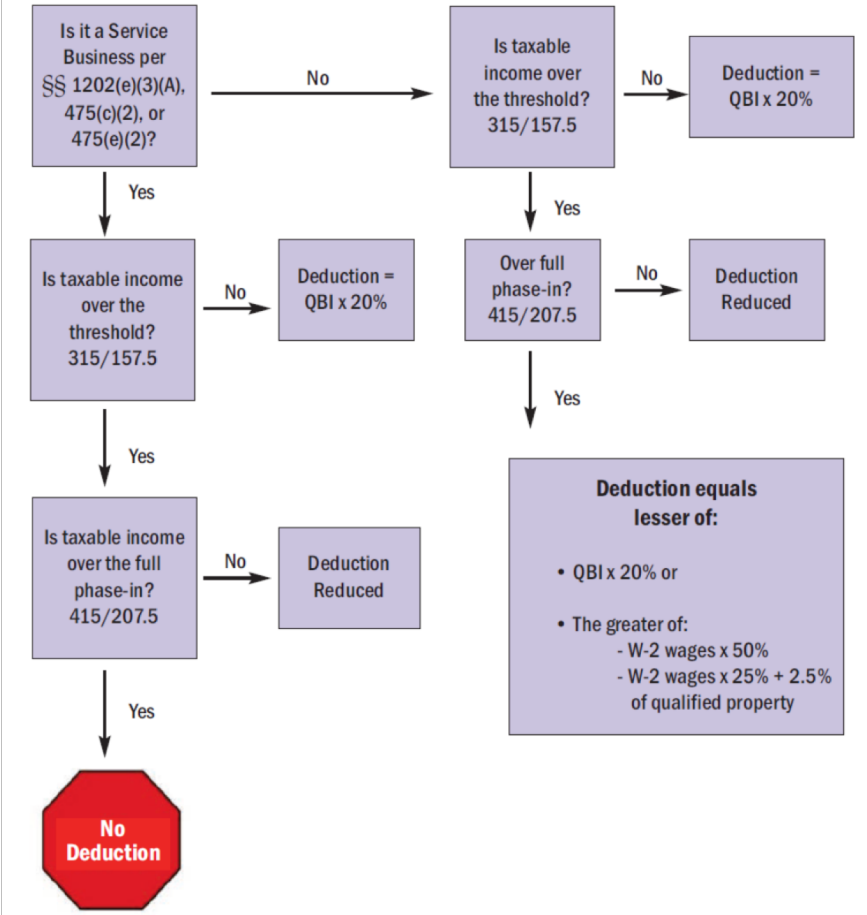 Is it a Service
Business per
§§ 1202(e)(3)(A),
475(c)(2), or
475(e)(2)?
No
Is taxable
income over
the threshold?
315/157.5
No
Deduction =
QBI x 20%
Yes
Yes
Is taxable income
over the
threshold?
315/157.5
No
Deduction =
QBI x 20%
Over full
phase-in?
415/207.5
No
Deduction
Reduced
Yes
Yes
Is taxable income
over the full
phase-in?
415/207.5
No
Deduction
Reduced
Deduction equals
lesser of:
• QBI x 20% or
• The greater of:
- W-2 wages x 50%
- W-2 wages x 25% + 2.5%
of qualified property
Yes
No
Deduction